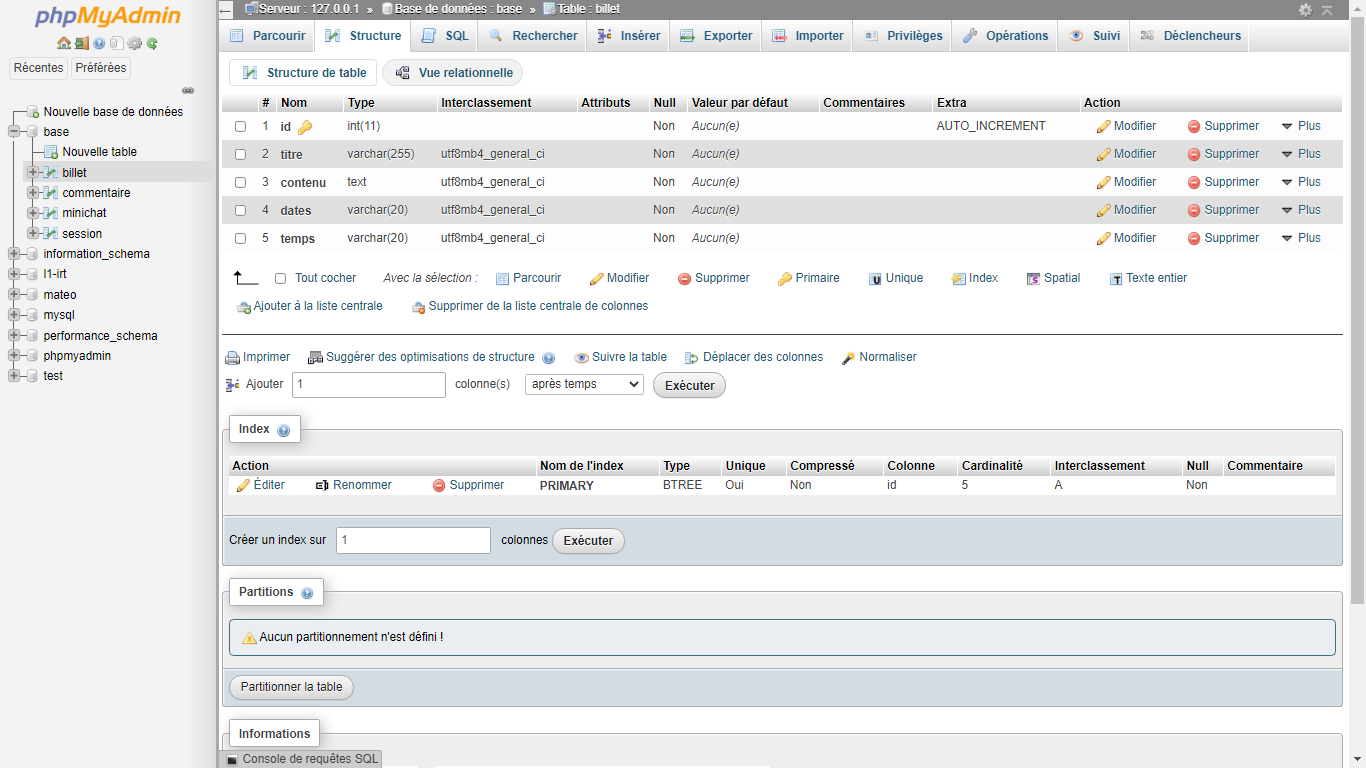 phpMyAdmin
Récentes Préférées
Nouvelle base de données
base
Nouvelle table
billet
commentaire
minichat
session
information_schema
l1-irt
mateo
mysql
performance_schema
phpmyadmin
test
Serveur : 127.0.0.1 » Base de données : base » Table : billet
Parcourir Structure SQL Rechercher Insérer Exporter Importer Privilèges Opérations Suivi Déclencheurs
Structure de table Vue relationnelle
# Nom Type Interclassement Attributs Null Valeur par défaut Commentaires Extra Action
1 id int(11) Non Aucun(e) AUTO_INCREMENT Modifier Supprimer Plus
2 titre varchar(255) utf8mb4_general_ci Non Aucun(e) Modifier Supprimer Plus
3 contenu text utf8mb4_general_ci Non Aucun(e) Modifier Supprimer Plus
4 dates varchar(20) utf8mb4_general_ci Non Aucun(e) Modifier Supprimer Plus
5 temps varchar(20) utf8mb4_general_ci Non Aucun(e) Modifier Supprimer Plus
Tout cocher Avec la sélection : Parcourir Modifier Supprimer Primaire Unique Index Spatial Texte entier
Ajouter à la liste centrale Supprimer de la liste centrale de colonnes
Imprimer Suggérer des optimisations de structure Suivre la table Déplacer des colonnes Normaliser
Ajouter 1 colonne(s) après temps Exécuter
Index
Action Nom de l'index Type Unique Compressé Colonne Cardinalité Interclassement Null Commentaire
Éditer Renommer Supprimer PRIMARY BTREE Oui Non id 5 A Non
Créer un index sur 1 colonnes Exécuter
Partitions
Aucun partitionnement n'est défini !
Partitionner la table
Informations
Console de requêtes SQL